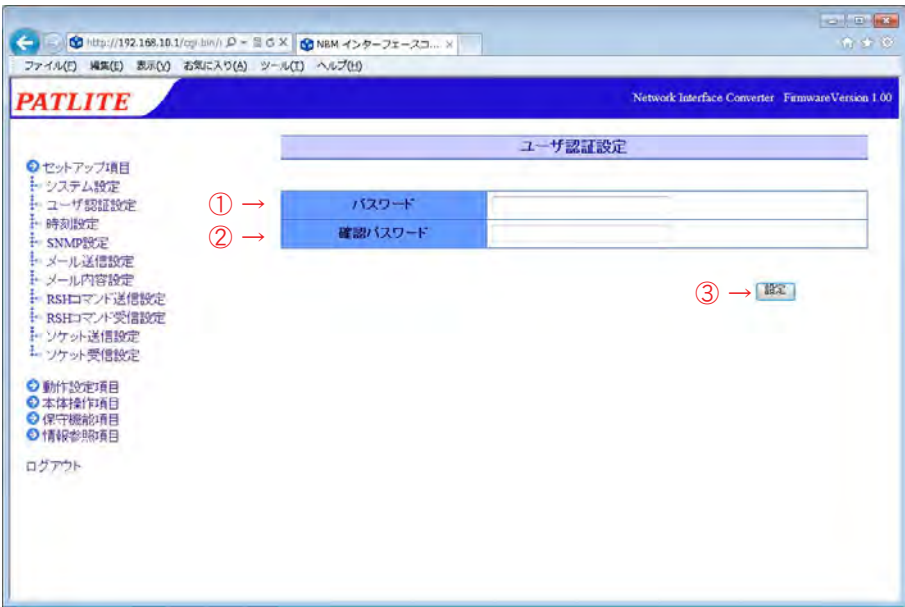 http://192.168.10.1/cgi-bin/i
NBM インターフェースコ...
ファイル(F) 編集(E) 表示(V) お気に入り(A) ツール(T) ヘルプ(H)
PATLITE
Network Interface Converter FirmwareVersion 1.00
ユーザ認証設定
セットアップ項目
システム設定
ユーザ認証設定
時刻設定
SNMP設定
メール送信設定
メール内容設定
RSHコマンド送信設定
RSHコマンド受信設定
ソケット送信設定
ソケット受信設定
動作設定項目
本体操作項目
保守機能項目
情報参照項目
ログアウト
① → パスワード
② → 確認パスワード
③ → 設定